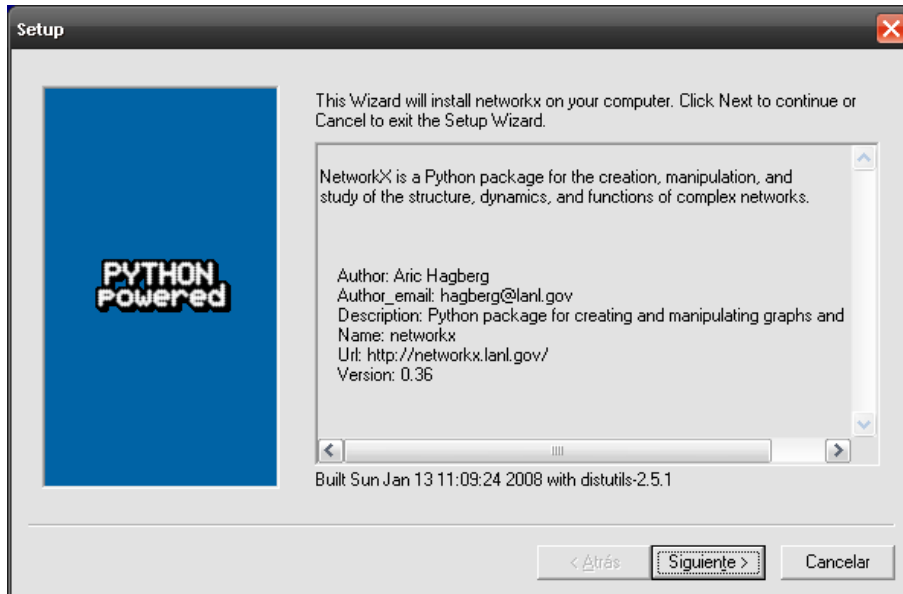 Setup
This Wizard will install networkx on your computer. Click Next to continue or
Cancel to exit the Setup Wizard.
NetworkX is a Python package for the creation, manipulation, and
study of the structure, dynamics, and functions of complex networks.
Author: Aric Hagberg
Author_email: hagberg@lanl.gov
Description: Python package for creating and manipulating graphs and
Name: networkx
Url: http://networkx.lanl.gov/
Version: 0.36
PYTHON
powered
Built Sun Jan 13 11:09:24 2008 with distutils-2.5.1
< Atrás
Siguiente >
Cancelar